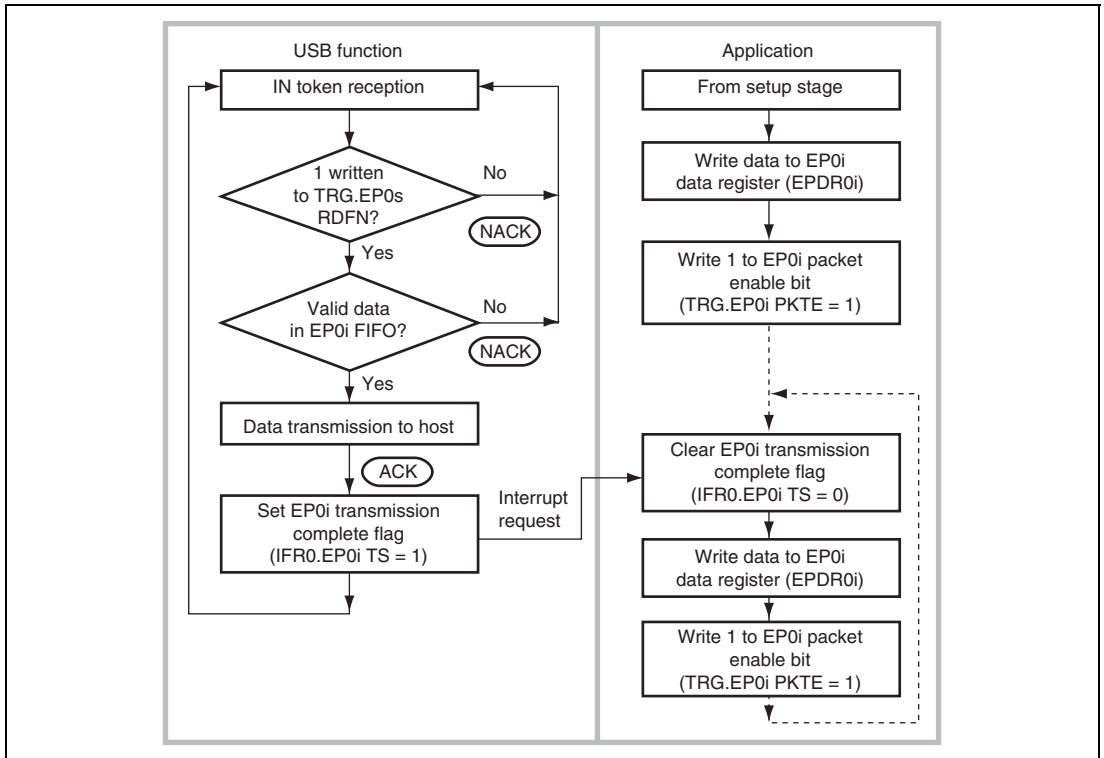 USB function
IN token reception
1 written
to TRG.EP0s
RDFN?
No
NACK
Yes
Valid data
in EP0i FIFO?
No
NACK
Yes
Data transmission to host
ACK
Set EP0i transmission
complete flag
(IFR0.EP0i TS = 1)
Interrupt
request
Application
From setup stage
Write data to EP0i
data register (EPDR0i)
Write 1 to EP0i packet
enable bit
(TRG.EP0i PKTE = 1)
Clear EP0i transmission
complete flag
(IFR0.EP0i TS = 0)
Write data to EP0i
data register (EPDR0i)
Write 1 to EP0i packet
enable bit
(TRG.EP0i PKTE = 1)